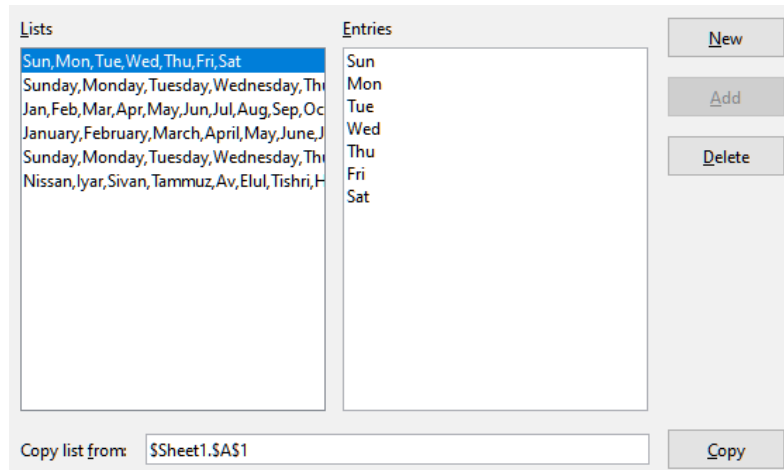 Lists
Sun,Mon,Tue,Wed,Thu,Fri,Sat
Sunday,Monday,Tuesday,Wednesday,Thu
Jan,Feb,Mar,Apr,May,Jun,Jul,Aug,Sep,Oc
January,February,March,April,May,June,J
Sunday,Monday,Tuesday,Wednesday,Thu
Nissan,Iyar,Sivan,Tammuz,Av,Elul,Tishri,H
Entries
Sun
Mon
Tue
Wed
Thu
Fri
Sat
New
Add
Delete
Copy list from: $Sheet1.$A$1
Copy